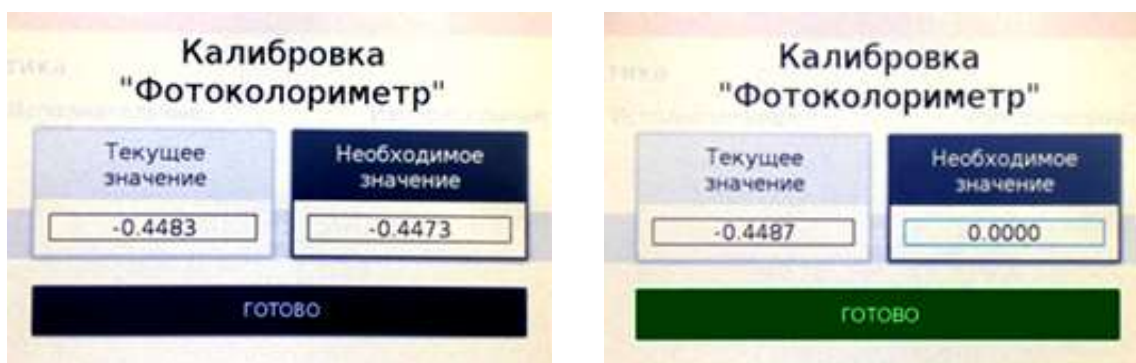 Калибровка
"Фотоколориметр"
Текущее
значение
Необходимое
значение
-0.4483
-0.4473
ГОТОВО
Калибровка
"Фотоколориметр"
Текущее
значение
Необходимое
значение
-0.4487
0.0000
ГОТОВО